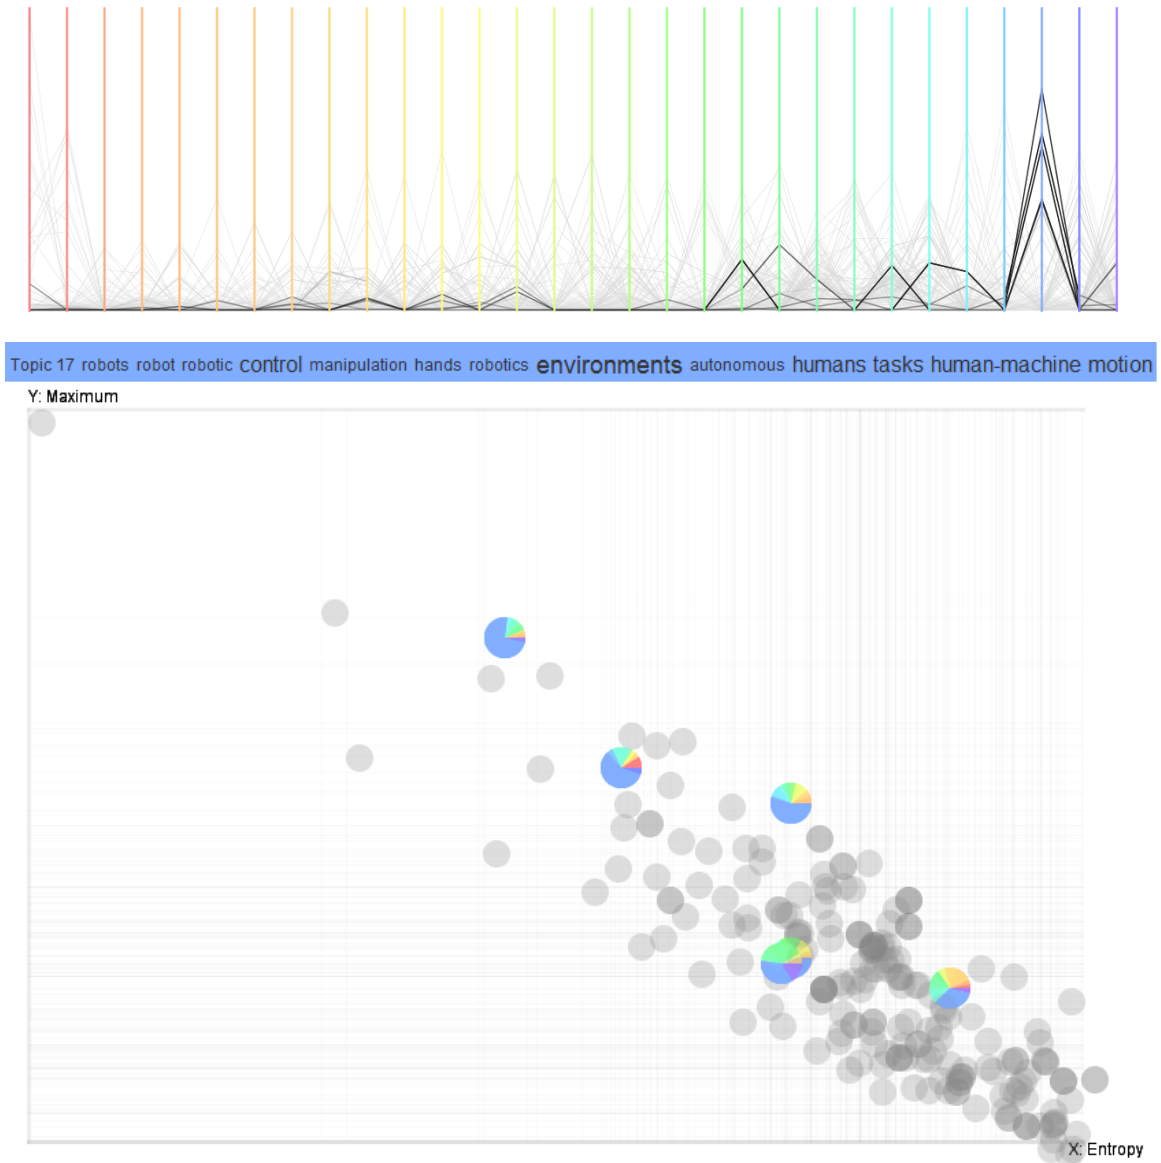 Topic 17 robots robot robotic control manipulation hands robotics environments autonomous humans tasks human-machine motion
Y: Maximum
X: Entropy